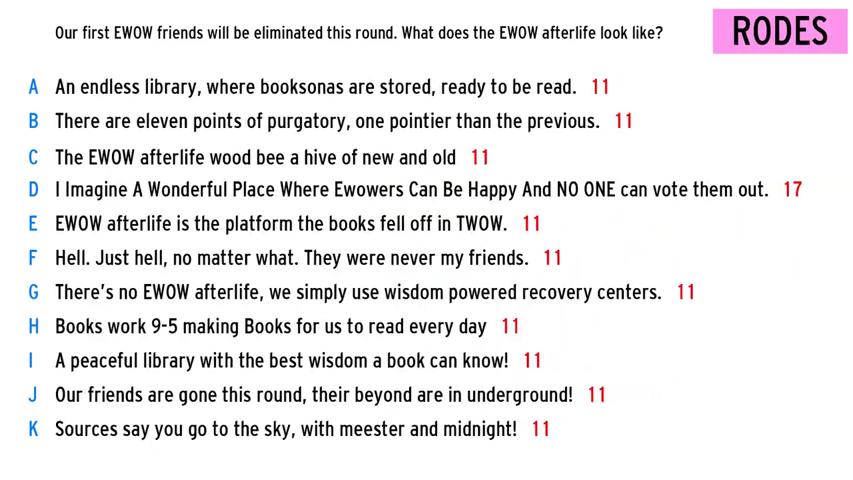 Our first EWOW friends will be eliminated this round. What does the EWOW afterlife look like?
RODES
A An endless library, where booksonas are stored, ready to be read. 11
B There are eleven points of purgatory, one pointier than the previous. 11
C The EWOW afterlife wood bee a hive of new and old 11
D I Imagine A Wonderful Place Where Ewowers Can Be Happy And NO ONE can vote them out. 17
E EWOW afterlife is the platform the books fell off in TWOW. 11
F Hell. Just hell, no matter what. They were never my friends. 11
G There's no EWOW afterlife, we simply use wisdom powered recovery centers. 11
H Books work 9-5 making Books for us to read every day 11
I A peaceful library with the best wisdom a book can know! 11
J Our friends are gone this round, their beyond are in underground! 11
K Sources say you go to the sky, with meester and midnight! 11